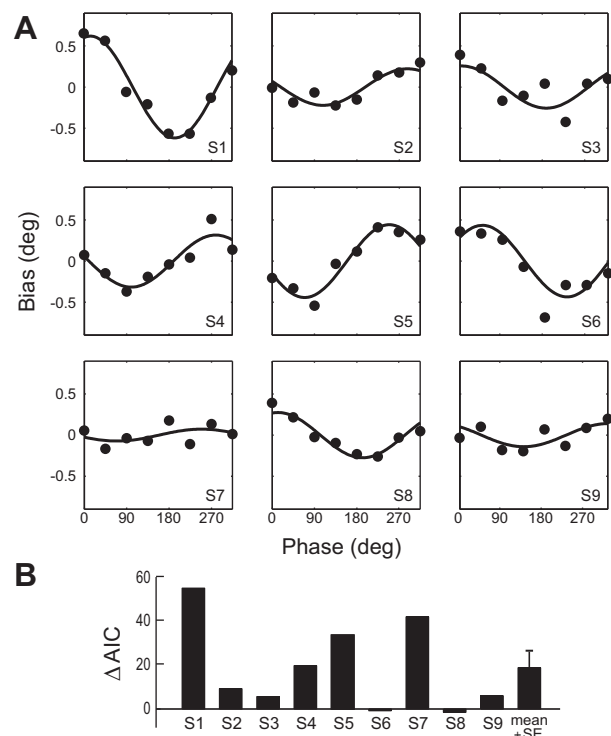 A
0.5
0
-0.5
S1
S2
S3
0.5
0
-0.5
S4
S5
S6
0.5
0
-0.5
S7
S8
S9
Bias (deg)
0 90 180 270
0 90 180 270
0 90 180 270
Phase (deg)
B
60
40
20
0
Δ AIC
S1 S2 S3 S4 S5 S6 S7 S8 S9 mean
+SE